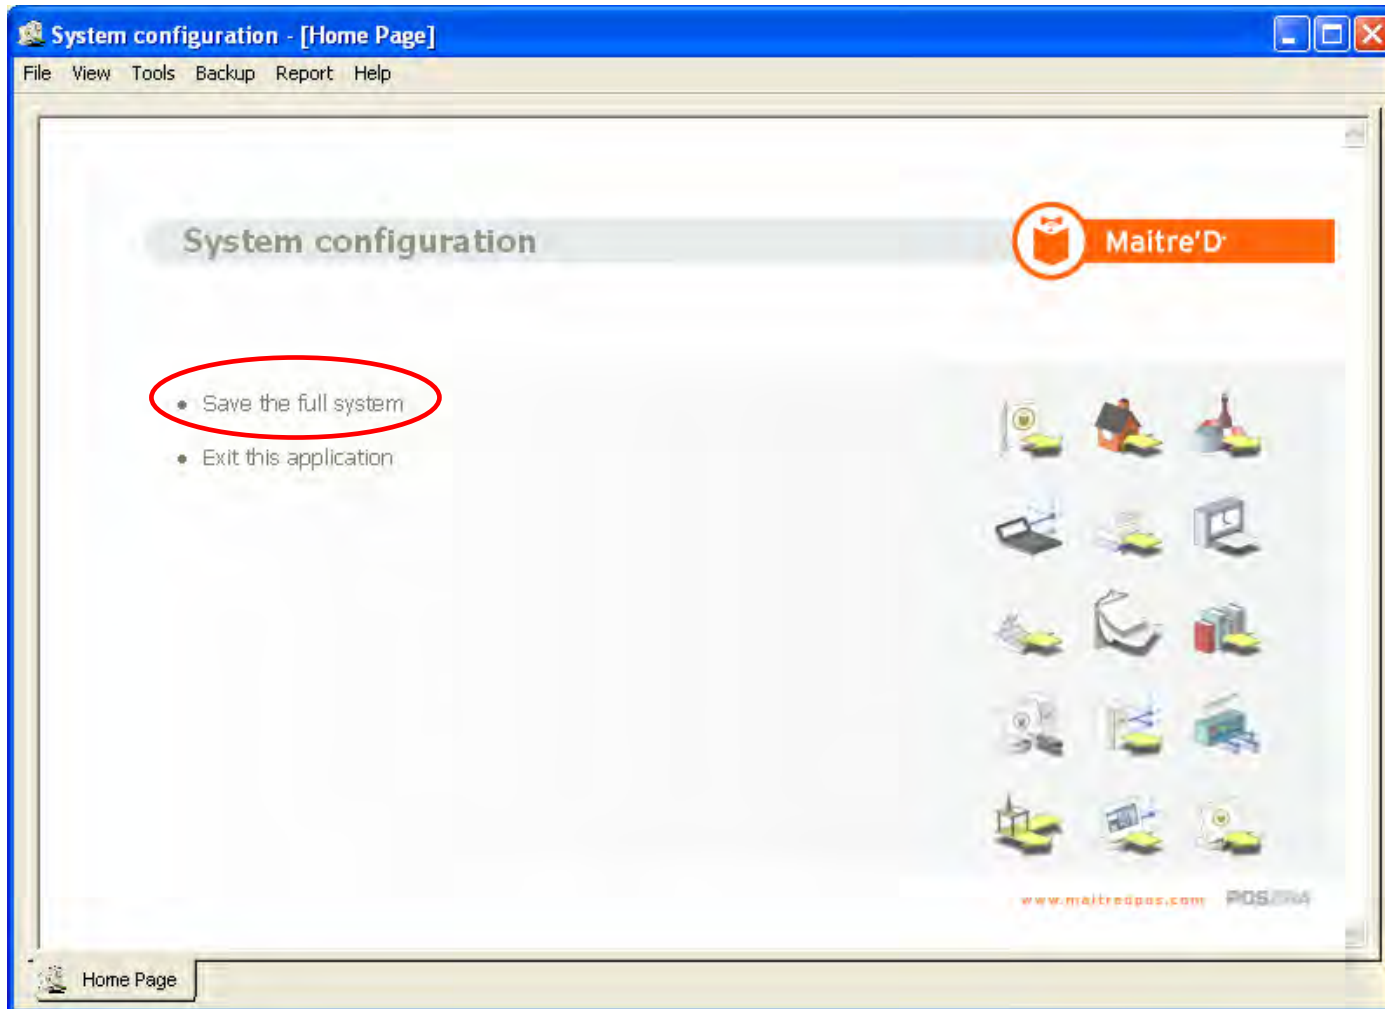 System configuration - [Home Page]
File View Tools Backup Report Help
System configuration
Maitre'D
Save the full system
Exit this application
www.maitredpos.com POSERA
Home Page